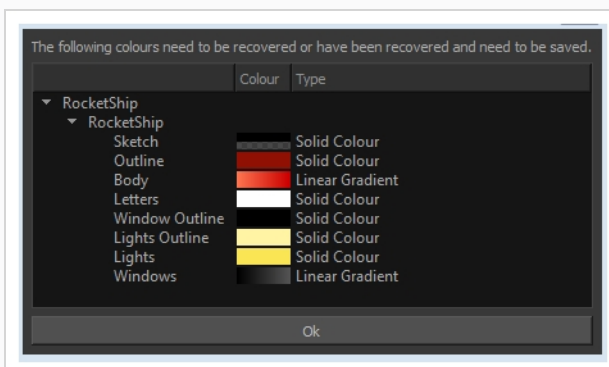 The following colours need to be recovered or have been recovered and need to be saved.
Colour Type
RocketShip
RocketShip
Sketch Solid Colour
Outline Solid Colour
Body Linear Gradient
Letters Solid Colour
Window Outline Solid Colour
Lights Outline Solid Colour
Lights Solid Colour
Windows Linear Gradient
Ok